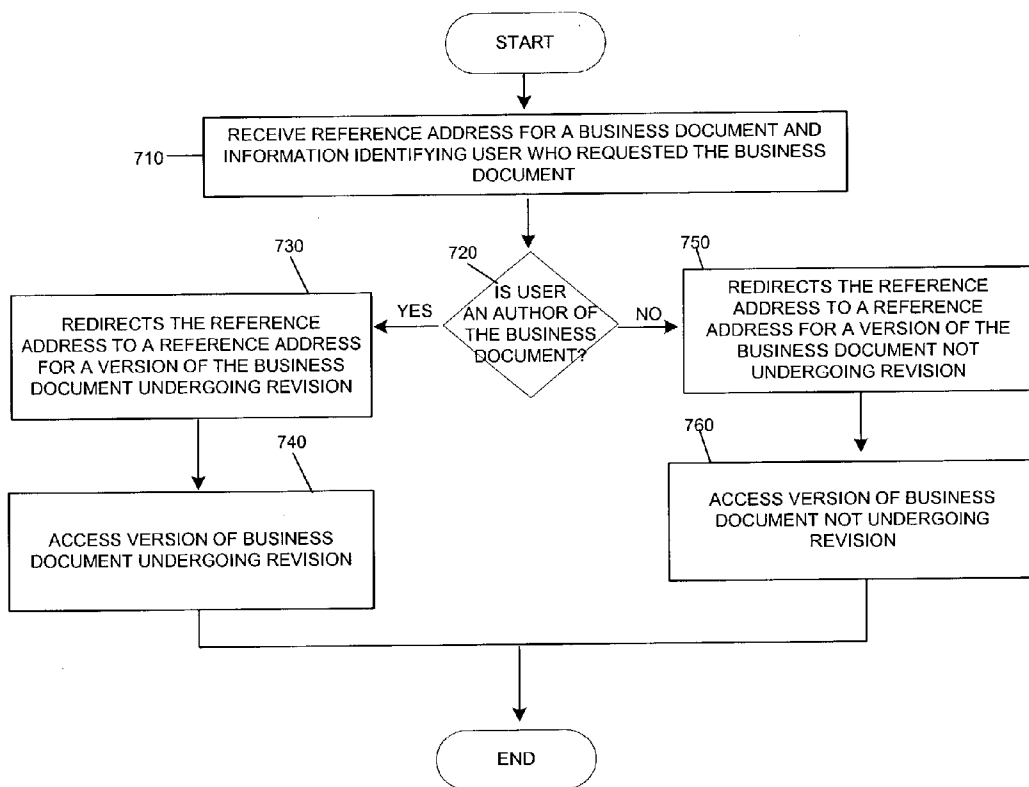 START
710
RECEIVE REFERENCE ADDRESS FOR A BUSINESS DOCUMENT AND
INFORMATION IDENTIFYING USER WHO REQUESTED THE BUSINESS
DOCUMENT
720
IS USER
AN AUTHOR OF
THE BUSINESS
DOCUMENT?
YES
NO
730
REDIRECTS THE REFERENCE
ADDRESS TO A REFERENCE ADDRESS
FOR A VERSION OF THE BUSINESS
DOCUMENT UNDERGOING REVISION
750
REDIRECTS THE REFERENCE
ADDRESS TO A REFERENCE
ADDRESS FOR A VERSION OF THE
BUSINESS DOCUMENT NOT
UNDERGOING REVISION
740
ACCESS VERSION OF BUSINESS
DOCUMENT UNDERGOING REVISION
760
ACCESS VERSION OF BUSINESS
DOCUMENT NOT UNDERGOING
REVISION
END